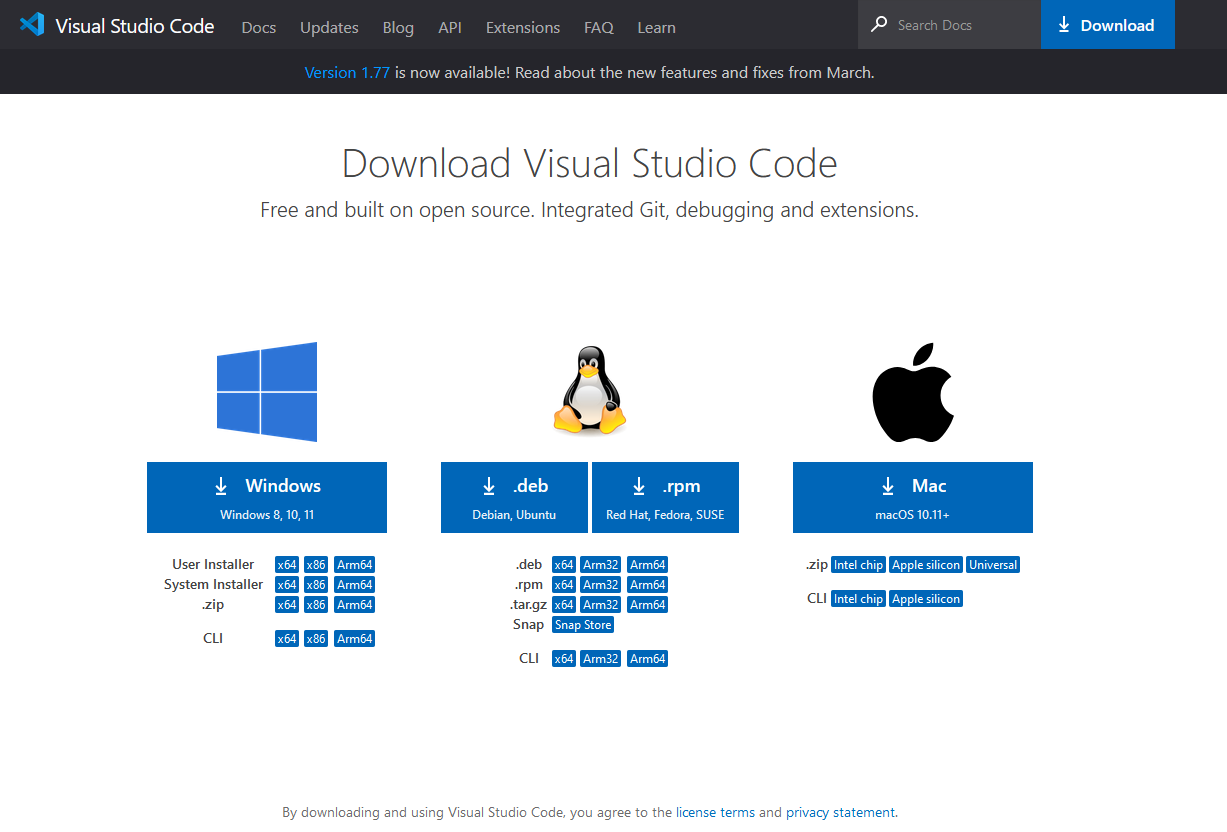 Visual Studio Code Docs Updates Blog API Extensions FAQ Learn Search Docs Download
Version 1.77 is now available! Read about the new features and fixes from March.
Download Visual Studio Code
Free and built on open source. Integrated Git, debugging and extensions.
Windows
Windows 8, 10, 11
User Installer x64 x86 Arm64
System Installer x64 x86 Arm64
.zip x64 x86 Arm64
CLI x64 x86 Arm64
.deb
Debian, Ubuntu
.rpm
Red Hat, Fedora, SUSE
.deb x64 Arm32 Arm64
.rpm x64 Arm32 Arm64
.tar.gz x64 Arm32 Arm64
Snap Snap Store
CLI x64 Arm32 Arm64
Mac
macOS 10.11+
.zip Intel chip Apple silicon Universal
CLI Intel chip Apple silicon
By downloading and using Visual Studio Code, you agree to the license terms and privacy statement.